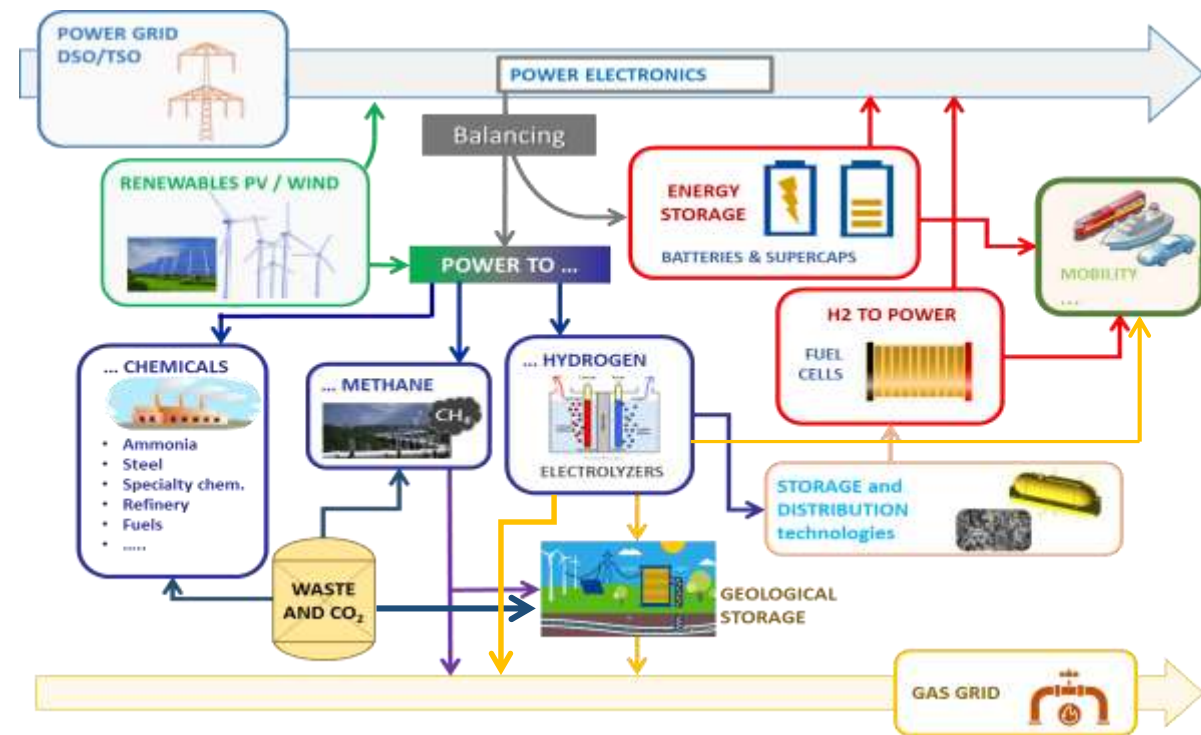 POWER GRID
DSO/TSO
POWER ELECTRONICS
Balancing
RENEWABLES PV / WIND
ENERGY
STORAGE
BATTERIES & SUPERCAPS
MOBILITY
...
POWER TO ...
H2 TO POWER
FUEL
CELLS
... CHEMICALS
• Ammonia
• Steel
• Specialty chem.
• Refinery
• Fuels
• .....
... METHANE
CH₄
... HYDROGEN
ELECTROLYZERS
STORAGE and
DISTRIBUTION
technologies
WASTE
AND CO₂
GEOLOGICAL
STORAGE
GAS GRID